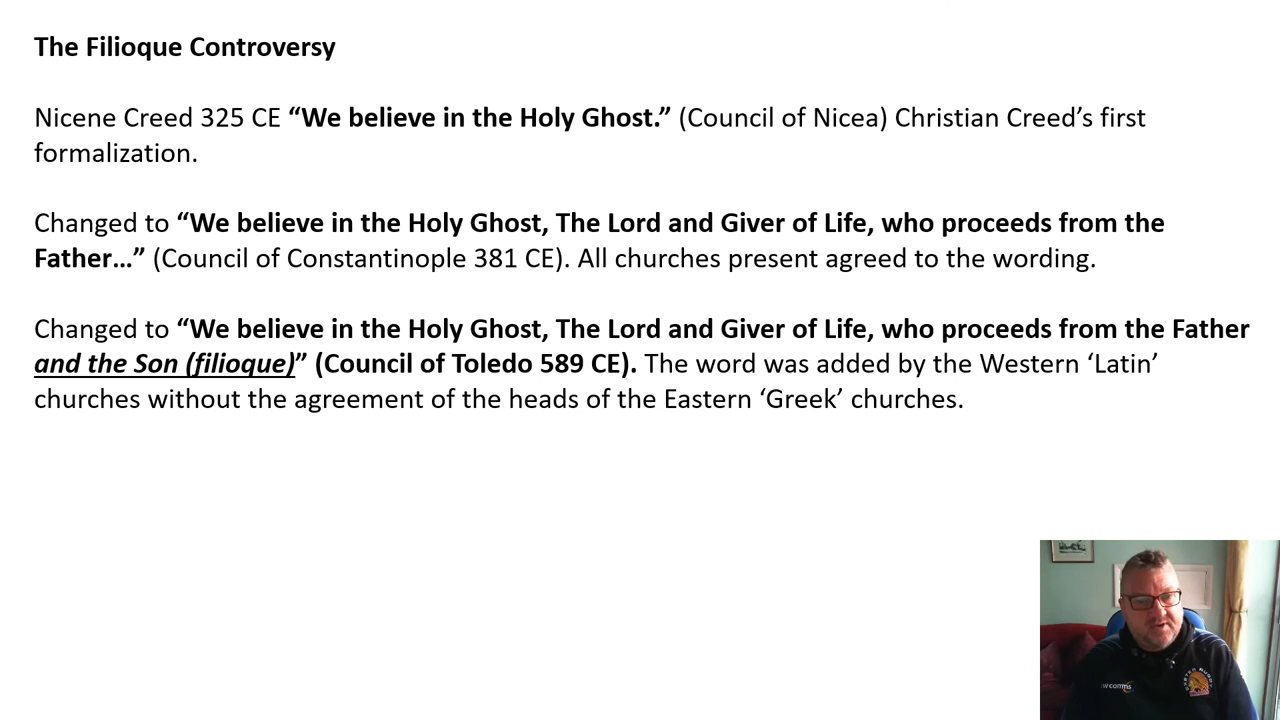 The Filioque Controversy
Nicene Creed 325 CE “We believe in the Holy Ghost.” (Council of Nicea) Christian Creed’s first
formalization.
Changed to “We believe in the Holy Ghost, The Lord and Giver of Life, who proceeds from the
Father…” (Council of Constantinople 381 CE). All churches present agreed to the wording.
Changed to “We believe in the Holy Ghost, The Lord and Giver of Life, who proceeds from the Father
and the Son (filioque)” (Council of Toledo 589 CE). The word was added by the Western ‘Latin’
churches without the agreement of the heads of the Eastern ‘Greek’ churches.
comms